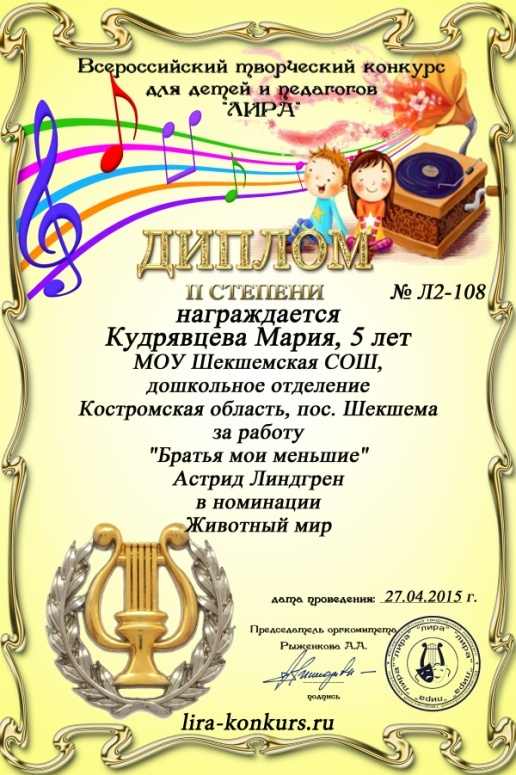 Всероссийский творческий конкурс
для детей и педагогов
"ЛИРА"
ДИПЛОМ
II СТЕПЕНИ
№ Л2-108
награждается
Кудрявцева Мария, 5 лет
МОУ Шекшемская СОШ,
дошкольное отделение
Костромская область, пос. Шекшема
за работу
"Братья мои меньшие"
Астрид Линдгрен
в номинации
Животный мир
дата проведения: 27.04.2015 г.
Председатель оргкомитета
Рыженкова А.А.
подпись
"лира" "лира" "лира" "лира" "лира"
lira-konkurs.ru